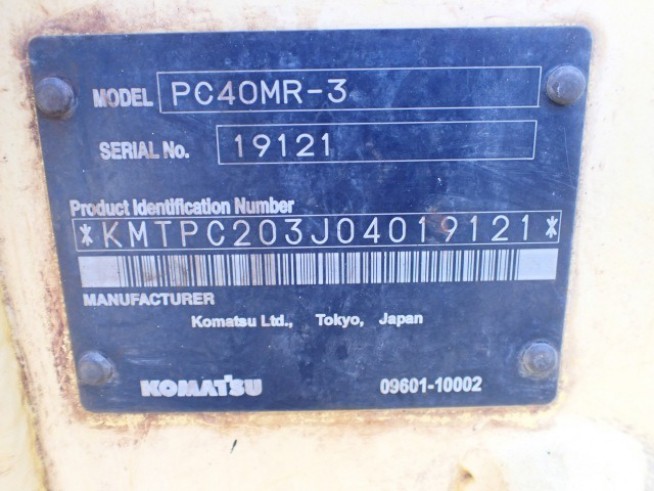 MODEL PC40MR-3
SERIAL No. 19121
Product Identification Number
*KMTPC203J04019121*
MANUFACTURER
Komatsu Ltd., Tokyo, Japan
KOMATSU 09601-10002